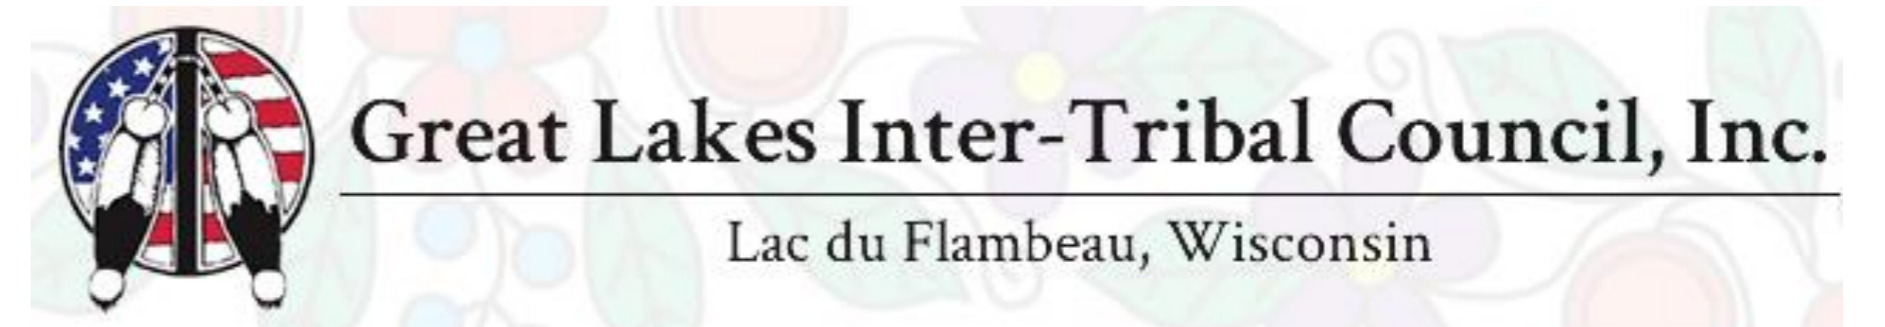 Great Lakes Inter-Tribal Council, Inc.
Lac du Flambeau, Wisconsin